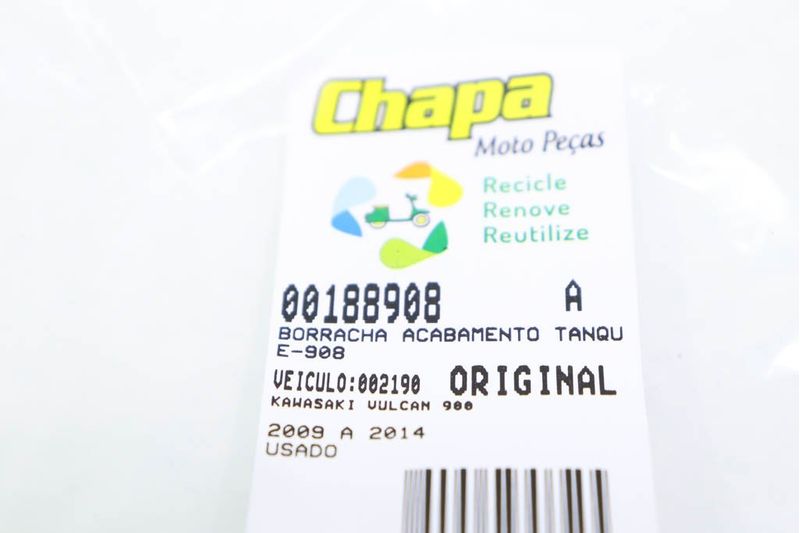 Chapa
Moto Peças
Recicle
Renove
Reutilize
00188908 A
BORRACHA ACABAMENTO TANQU
E-908
VEICULO:002190 ORIGINAL
KAWASAKI VULCAN 900
2009 A 2014
USADO